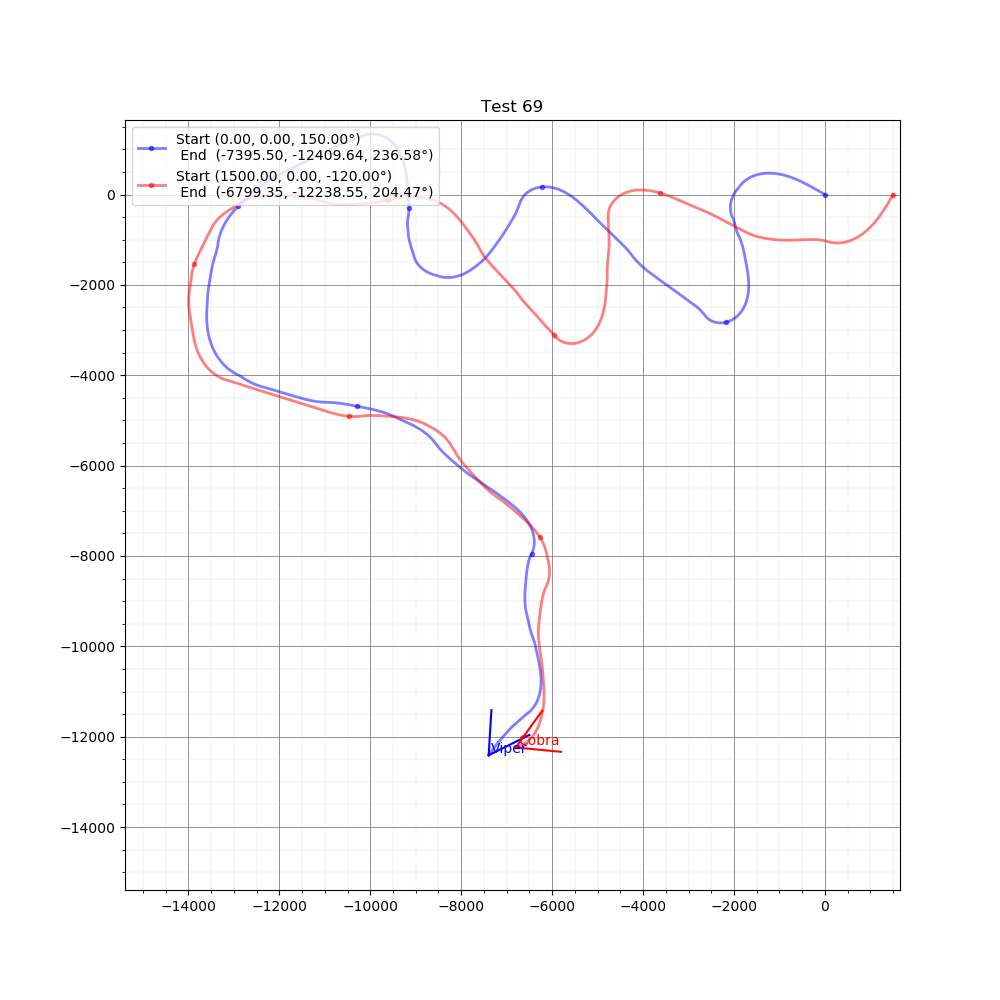 Test 69
Start (0.00, 0.00, 150.00°)
End (-7395.50, -12409.64, 236.58°)
Start (1500.00, 0.00, -120.00°)
End (-6799.35, -12238.55, 204.47°)
0
−2000
−4000
−6000
−8000
−10000
−12000
−14000
Viper
Cobra
−14000 −12000 −10000 −8000 −6000 −4000 −2000 0